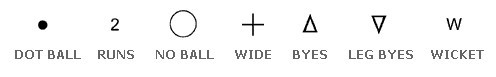 2 W
DOT BALL RUNS NO BALL WIDE BYES LEG BYES WICKET